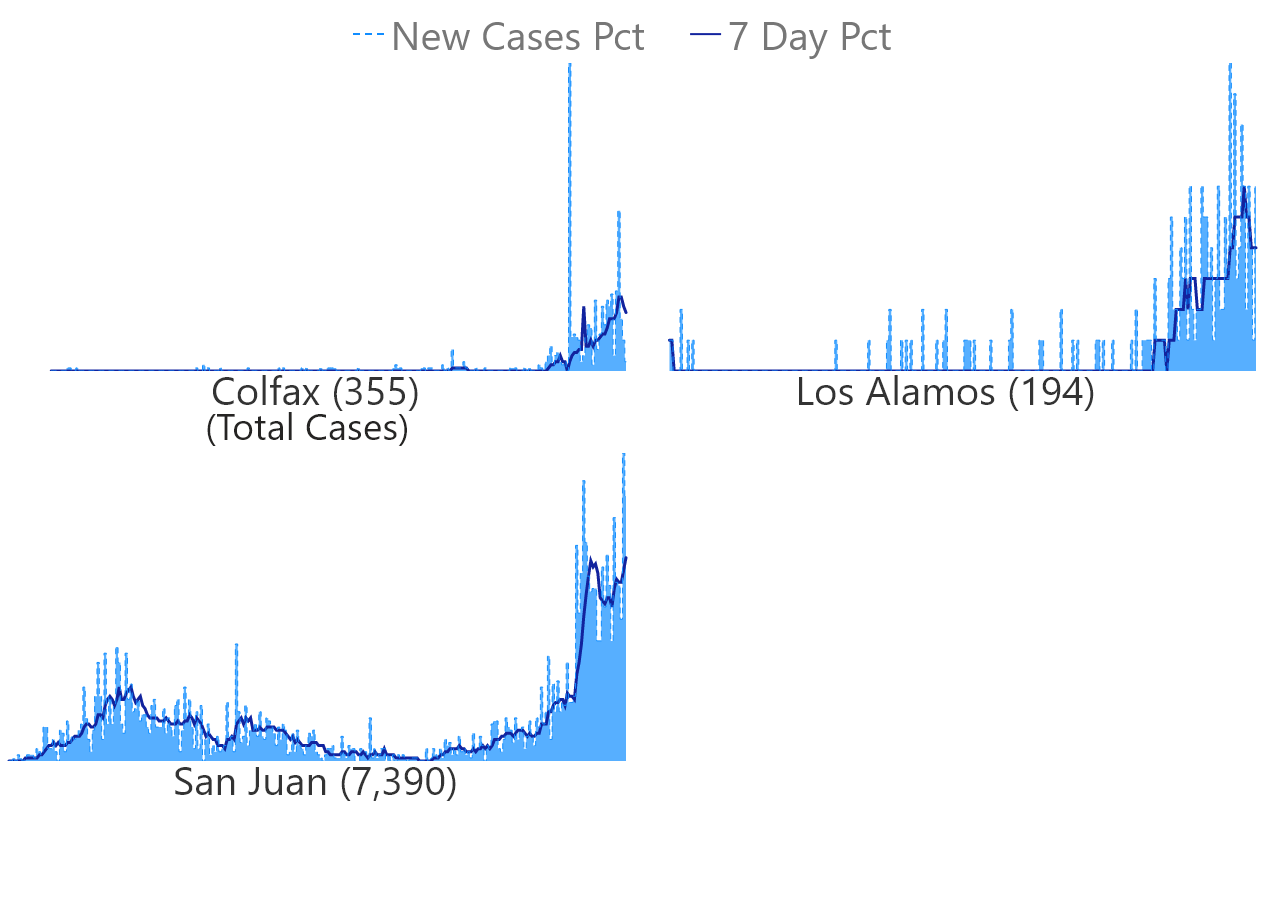 New Cases Pct 7 Day Pct
Colfax (355) Los Alamos (194)
(Total Cases)
San Juan (7,390)